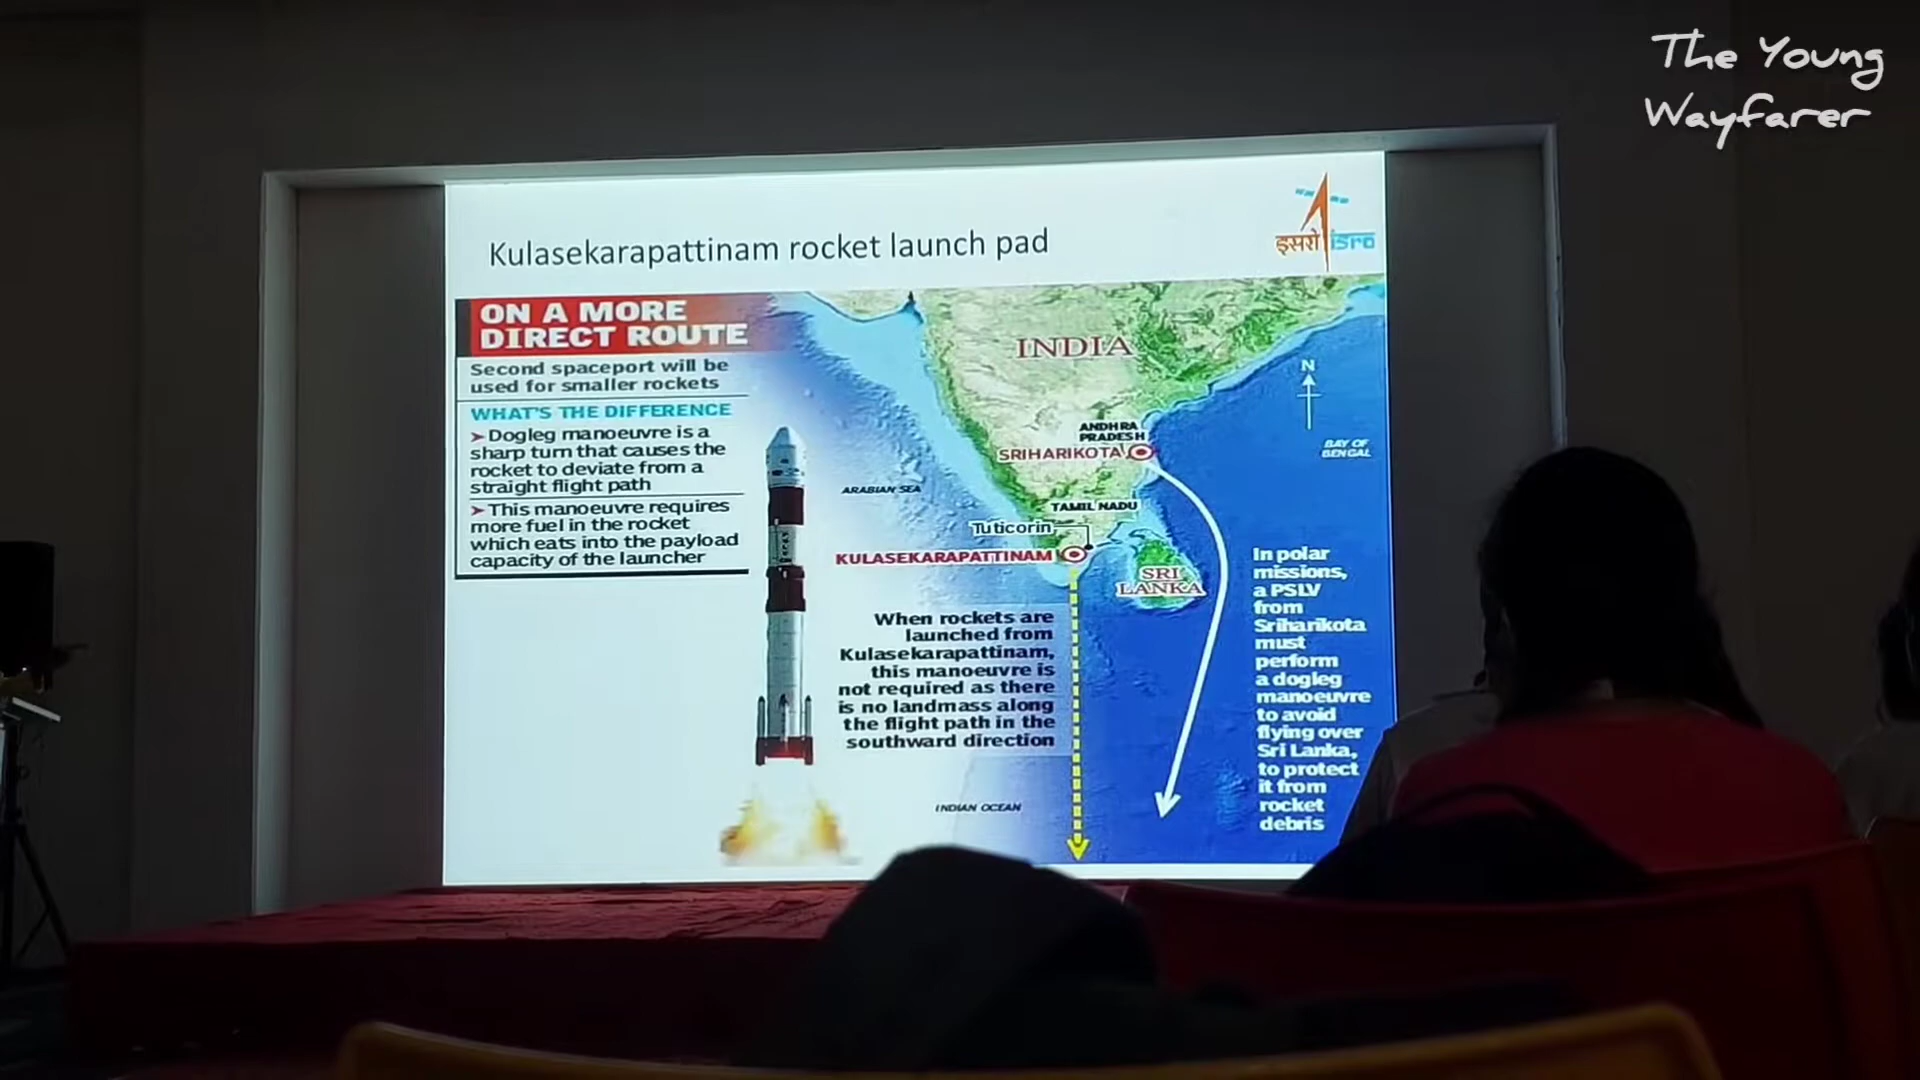 The Young
Wayfarer
Kulasekarapattinam rocket launch pad
इसरो isro
ON A MORE
DIRECT ROUTE
Second spaceport will be
used for smaller rockets
WHAT'S THE DIFFERENCE
➤ Dogleg manoeuvre is a
sharp turn that causes the
rocket to deviate from a
straight flight path
➤ This manoeuvre requires
more fuel in the rocket
which eats into the payload
capacity of the launcher
INDIA
N
ANDHRA
PRADESH
SRIHARIKOTA
BAY OF
BENGAL
ARABIAN SEA
TAMIL NADU
Tuticorin
KULASEKARAPATTINAM
SRI
LANKA
When rockets are
launched from
Kulasekarapattinam,
this manoeuvre is
not required as there
is no landmass along
the flight path in the
southward direction
INDIAN OCEAN
In polar
missions,
a PSLV
from
Sriharikota
must
perform
a dogleg
manoeuvre
to avoid
flying over
Sri Lanka,
to protect
it from
rocket
debris